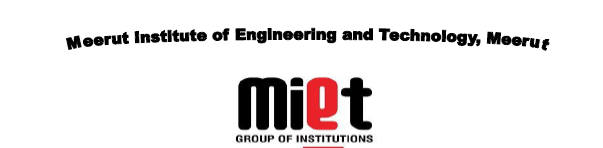 Meerut Institute of Engineering and Technology, Meerut
miet
GROUP OF INSTITUTIONS